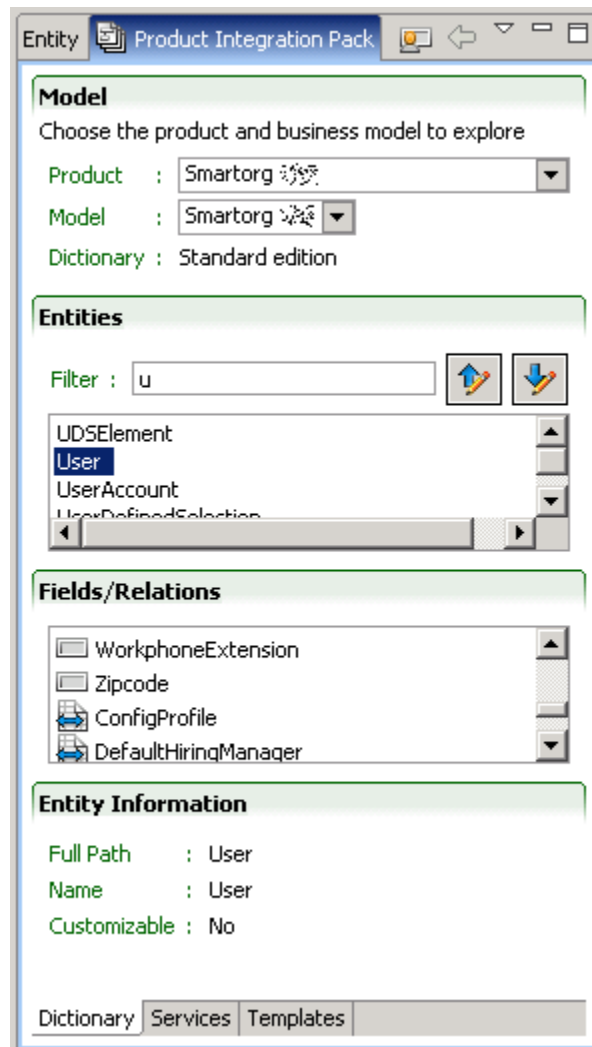 Entity Product Integration Pack
Model
Choose the product and business model to explore
Product : Smartorg
Model : Smartorg
Dictionary : Standard edition
Entities
Filter : u
UDSElement
User
UserAccount
UserDefinedSelection
Fields/Relations
WorkphoneExtension
Zipcode
ConfigProfile
DefaultHiringManager
Entity Information
Full Path : User
Name : User
Customizable : No
Dictionary Services Templates